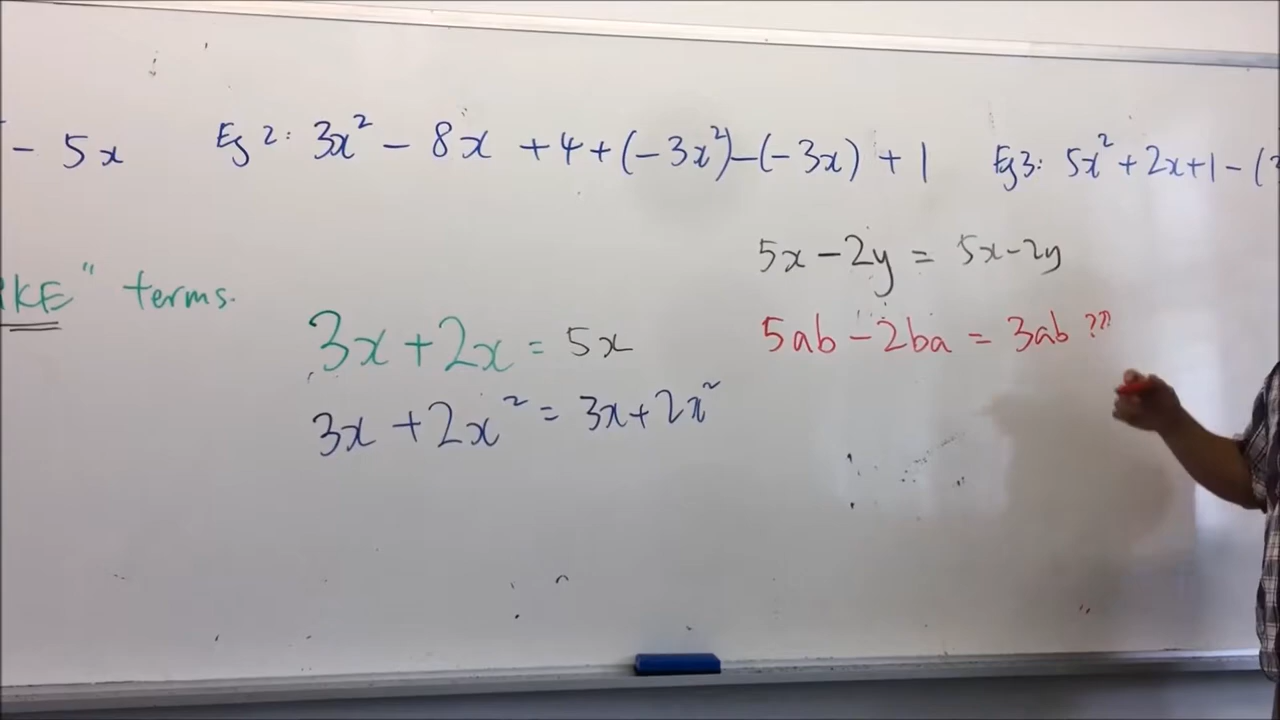 - 5x
Eg 2: 3x² - 8x + 4 + (-3x²) - (-3x) + 1
Eg 3: 5x² + 2x + 1 - (
" terms.
3x + 2x = 5x
3x + 2x² = 3x + 2x²
5x - 2y = 5x - 2y
5ab - 2ba = 3ab ???